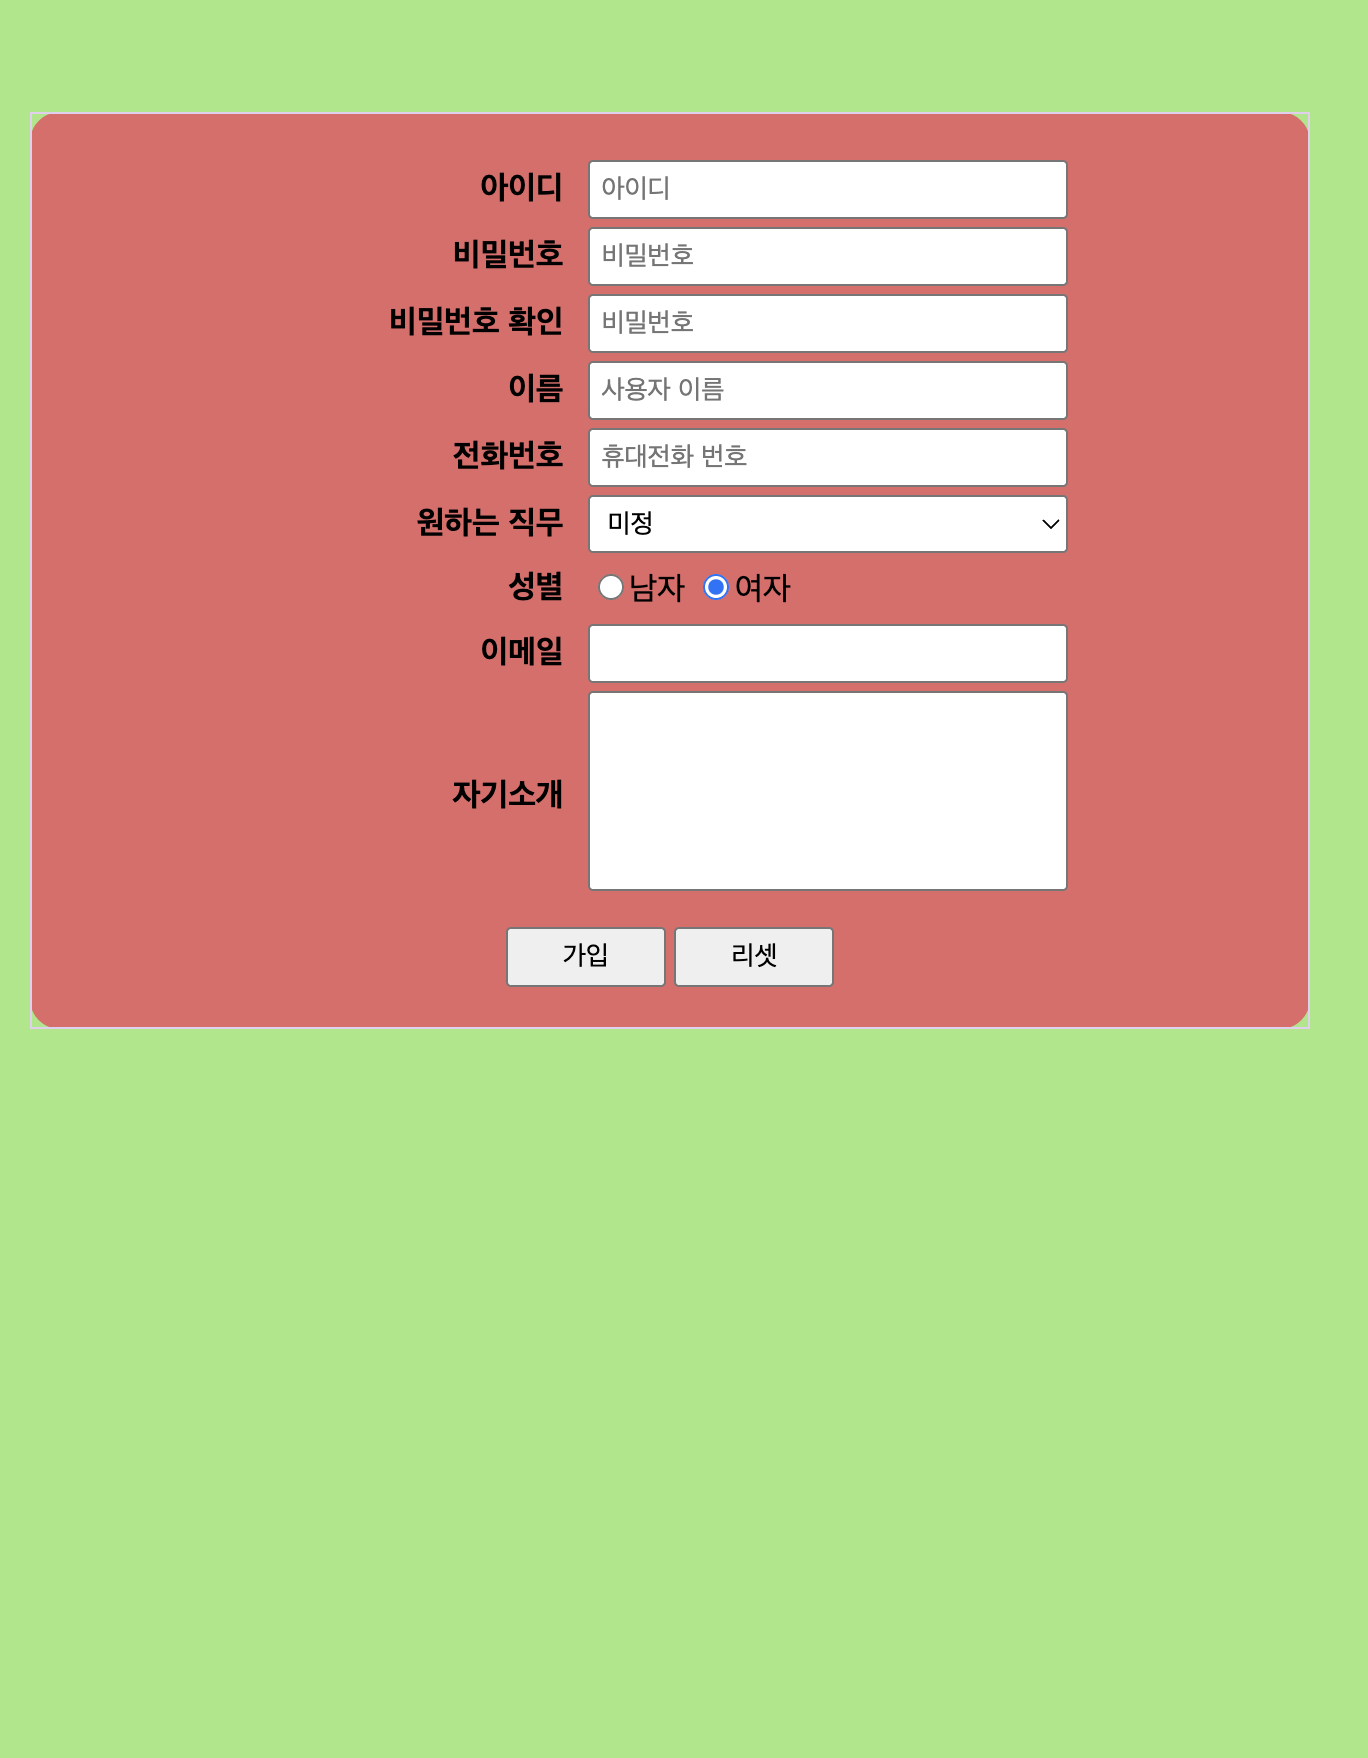 아이디 아이디
비밀번호 비밀번호
비밀번호 확인 비밀번호
이름 사용자 이름
전화번호 휴대전화 번호
원하는 직무 미정
성별 남자 여자
이메일
자기소개
가입 리셋